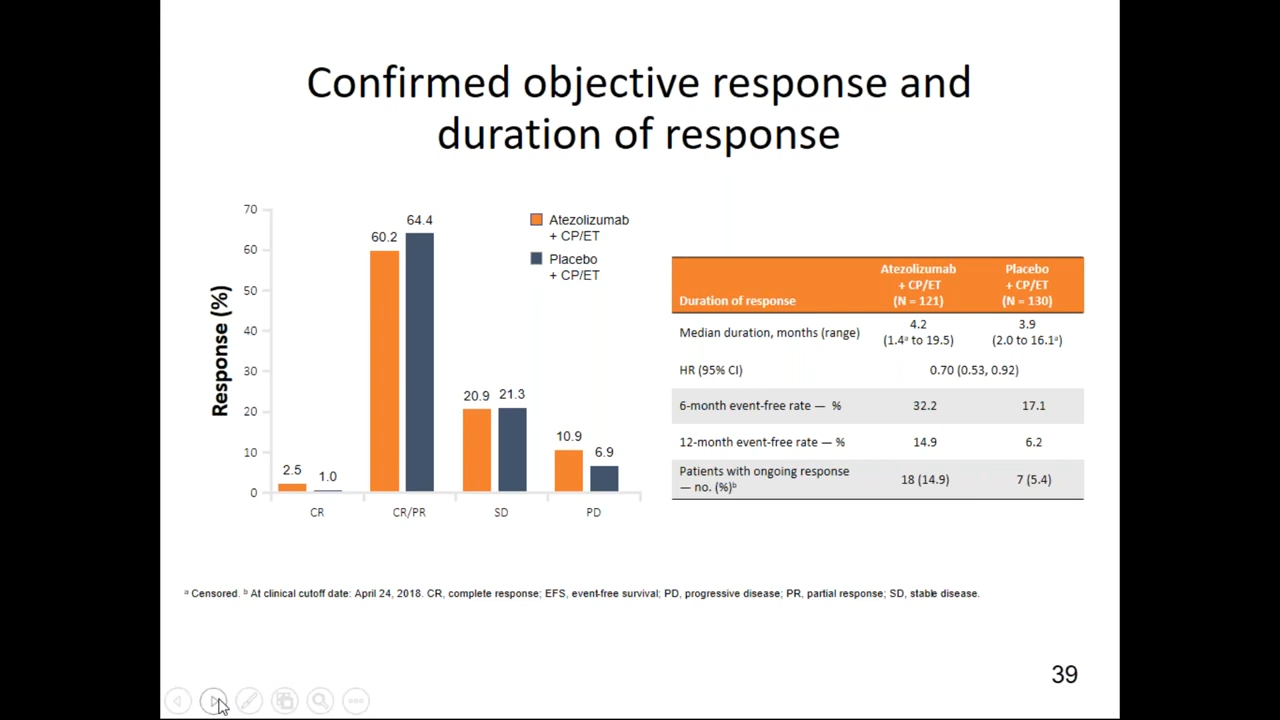 Confirmed objective response and
duration of response
Response (%)
70
60
50
40
30
20
10
0
2.5
1.0
60.2
64.4
20.9
21.3
10.9
6.9
CR
CR/PR
SD
PD
Atezolizumab
+ CP/ET
Placebo
+ CP/ET
Duration of response
Atezolizumab
+ CP/ET
(N = 121)
Placebo
+ CP/ET
(N = 130)
Median duration, months (range)
4.2
(1.4ᵃ to 19.5)
3.9
(2.0 to 16.1ᵃ)
HR (95% CI)
0.70 (0.53, 0.92)
6-month event-free rate — %
32.2
17.1
12-month event-free rate — %
14.9
6.2
Patients with ongoing response
— no. (%)ᵇ
18 (14.9)
7 (5.4)
ᵃ Censored. ᵇ At clinical cutoff date: April 24, 2018. CR, complete response; EFS, event-free survival; PD, progressive disease; PR, partial response; SD, stable disease.
39